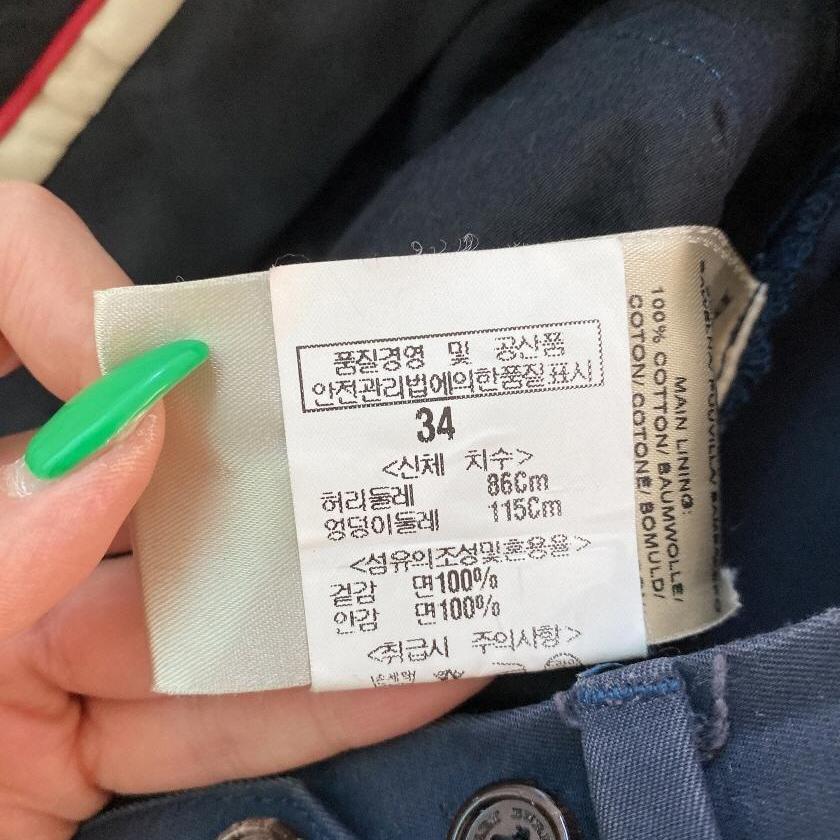 품질경영 및 공산품
안전관리법에의한품질표시
34
<신체 치수>
허리둘레 86Cm
엉덩이둘레 115Cm
<섬유의조성및혼용율>
겉감 면100%
안감 면100%
<취급시 주의사항>
손세탁
MAIN LINING:
100% COTTON/ BAUMWOLLE/
COTON/ COTONE/ BOMULD/